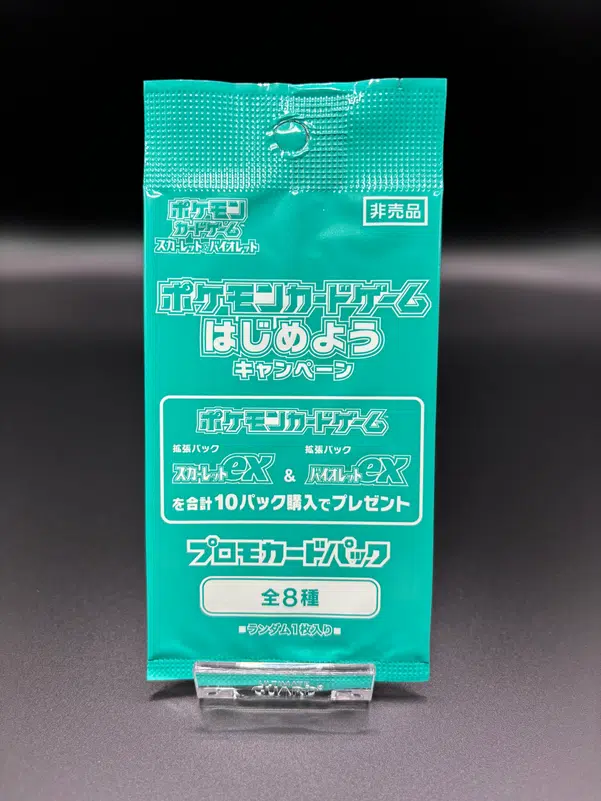 ポケモン
カードゲーム
スカーレット&バイオレット
非売品
ポケモンカードゲーム
はじめよう
キャンペーン
ポケモンカードゲーム
拡張パック 拡張パック
スカーレットex & バイオレットex
を合計10パック購入でプレゼント
プロモカードパック
全8種
■ランダム1枚入り■